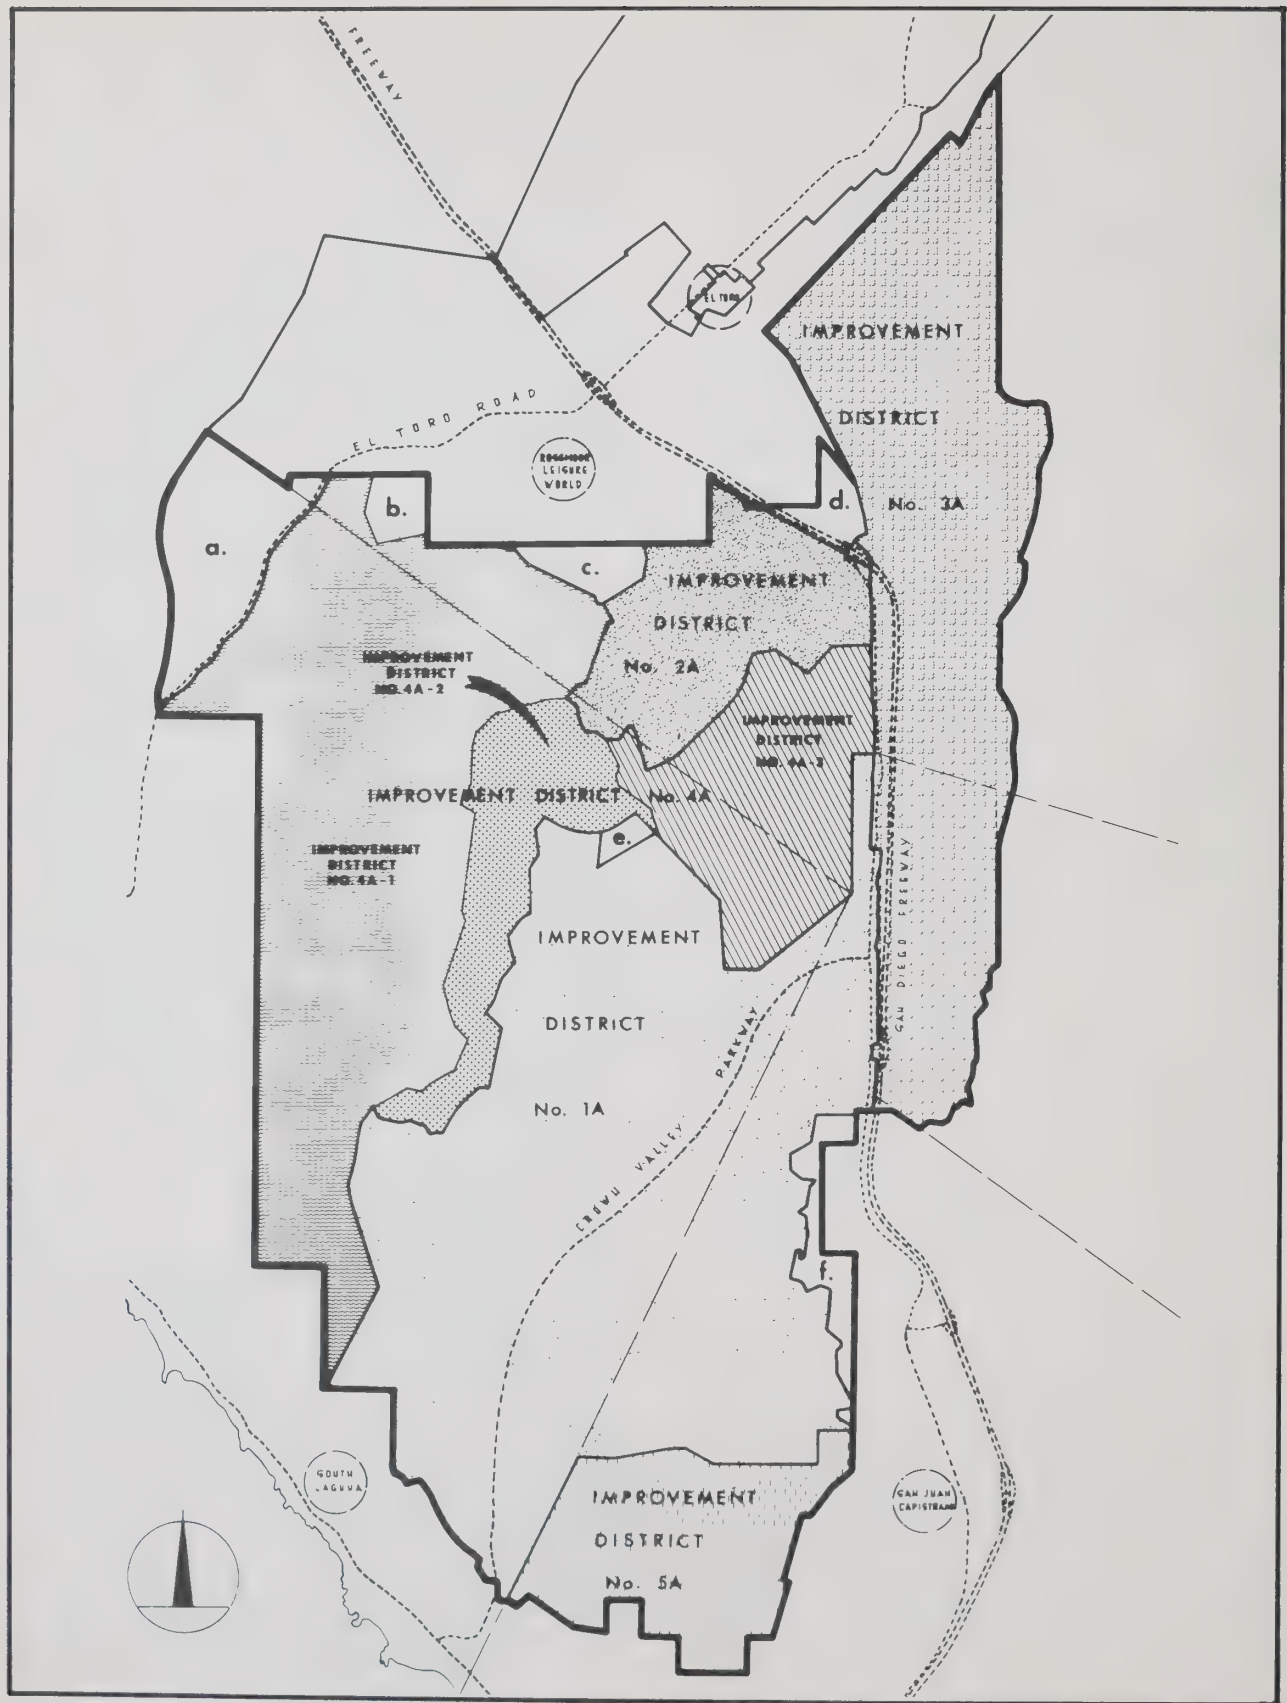 FREEWAY
EL TORO
IMPROVEMENT
DISTRICT
No. 3A
EL TORO ROAD
ROSSMOOR
LEISURE
WORLD
a.
b.
c.
d.
IMPROVEMENT
DISTRICT
No. 2A
IMPROVEMENT
DISTRICT
NO. 4A-2
IMPROVEMENT
DISTRICT
NO. 4A-3
IMPROVEMENT DISTRICT No. 4A
IMPROVEMENT
DISTRICT
NO. 4A-1
e.
SAN DIEGO FREEWAY
IMPROVEMENT
DISTRICT
No. 1A
CROWN VALLEY PARKWAY
f.
SOUTH
LAGUNA
IMPROVEMENT
DISTRICT
No. 5A
SAN JUAN
CAPISTRANO